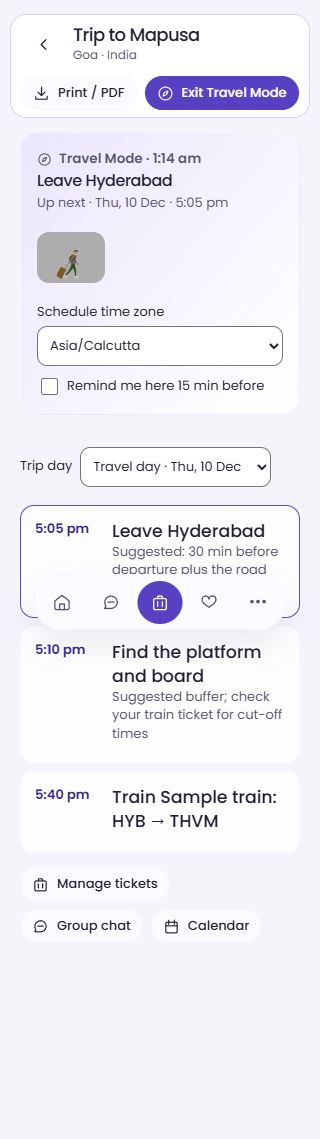 Trip to Mapusa
Goa · India
Print / PDF
Exit Travel Mode
Travel Mode · 1:14 am
Leave Hyderabad
Up next · Thu, 10 Dec · 5:05 pm
Schedule time zone
Asia/Calcutta
Remind me here 15 min before
Trip day
Travel day · Thu, 10 Dec
5:05 pm
Leave Hyderabad
Suggested: 30 min before
departure plus the road
5:10 pm
Find the platform
and board
Suggested buffer; check
your train ticket for cut-off
times
5:40 pm
Train Sample train:
HYB → THVM
Manage tickets
Group chat
Calendar